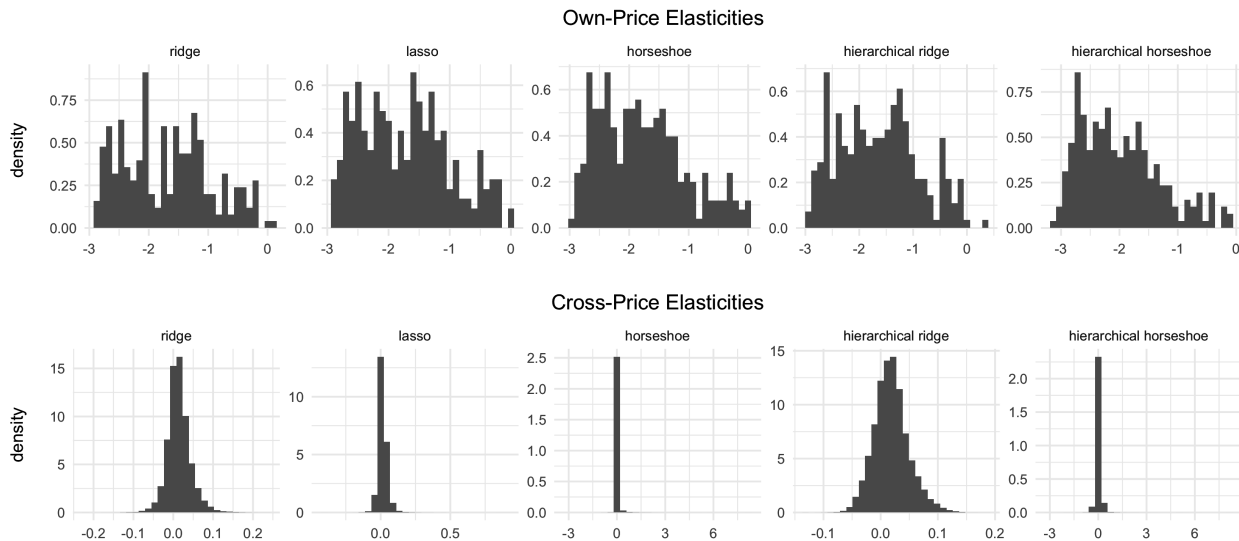 Own-Price Elasticities
ridge lasso horseshoe hierarchical ridge hierarchical horseshoe
density
0.75 0.50 0.25 0.00
0.6 0.4 0.2 0.0
0.6 0.4 0.2 0.0
0.6 0.4 0.2 0.0
0.75 0.50 0.25 0.00
-3 -2 -1 0 -3 -2 -1 0 -3 -2 -1 0 -3 -2 -1 0 -3 -2 -1 0
Cross-Price Elasticities
ridge lasso horseshoe hierarchical ridge hierarchical horseshoe
density
15 10 5 0
10 5 0
2.5 2.0 1.5 1.0 0.5 0.0
15 10 5 0
2.0 1.5 1.0 0.5 0.0
-0.2 -0.1 0.0 0.1 0.2 0.0 0.5 -3 0 3 6 -0.1 0.0 0.1 0.2 -3 0 3 6